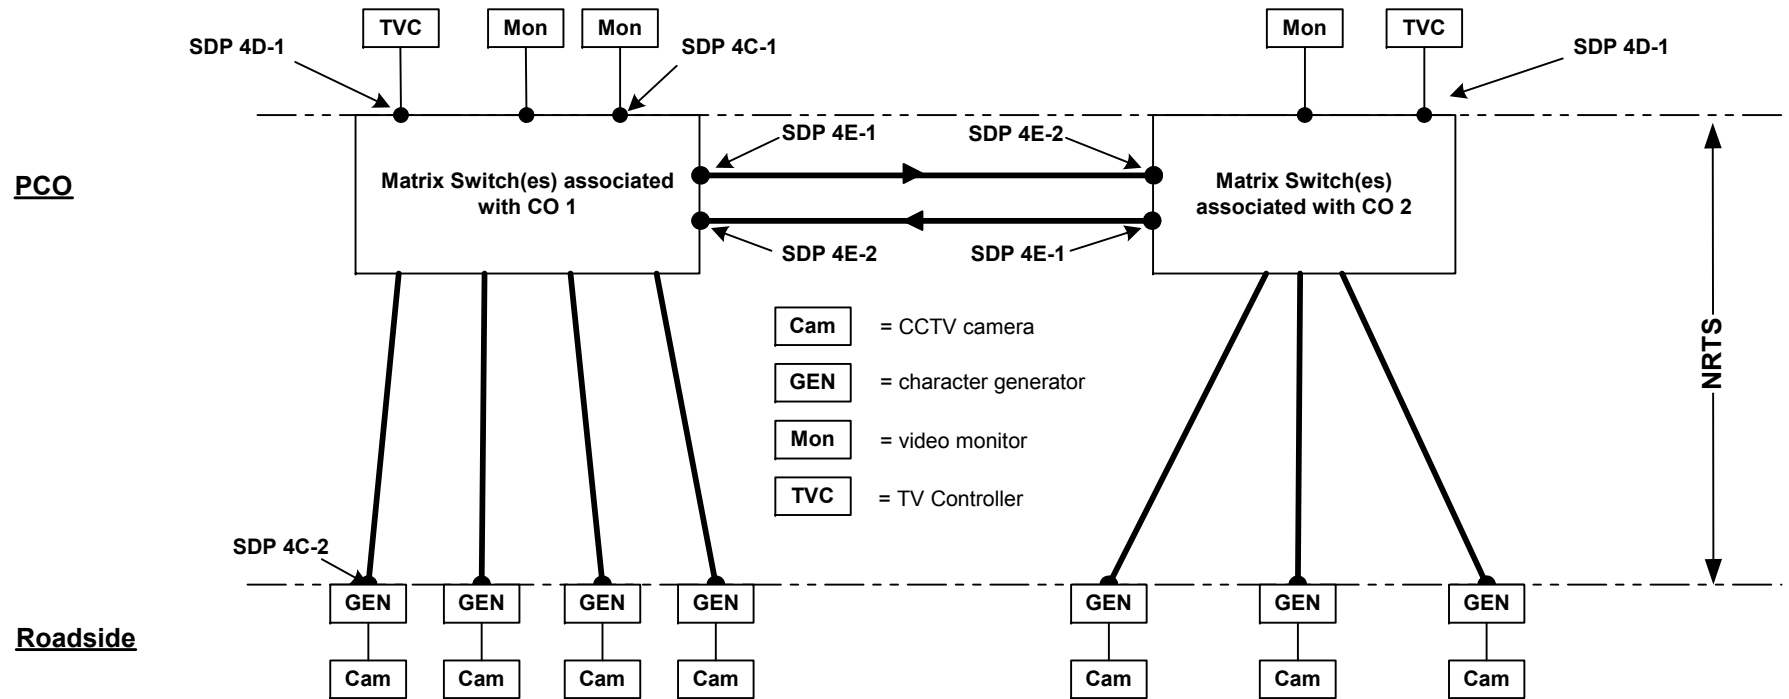 TVC
Mon
Mon
Mon
TVC
SDP 4D-1
SDP 4C-1
SDP 4D-1
SDP 4E-1
SDP 4E-2
PCO
Matrix Switch(es) associated
with CO 1
Matrix Switch(es)
associated with CO 2
SDP 4E-2
SDP 4E-1
Cam
= CCTV camera
GEN
= character generator
Mon
= video monitor
TVC
= TV Controller
NRTS
SDP 4C-2
GEN
GEN
GEN
GEN
GEN
GEN
GEN
Roadside
Cam
Cam
Cam
Cam
Cam
Cam
Cam